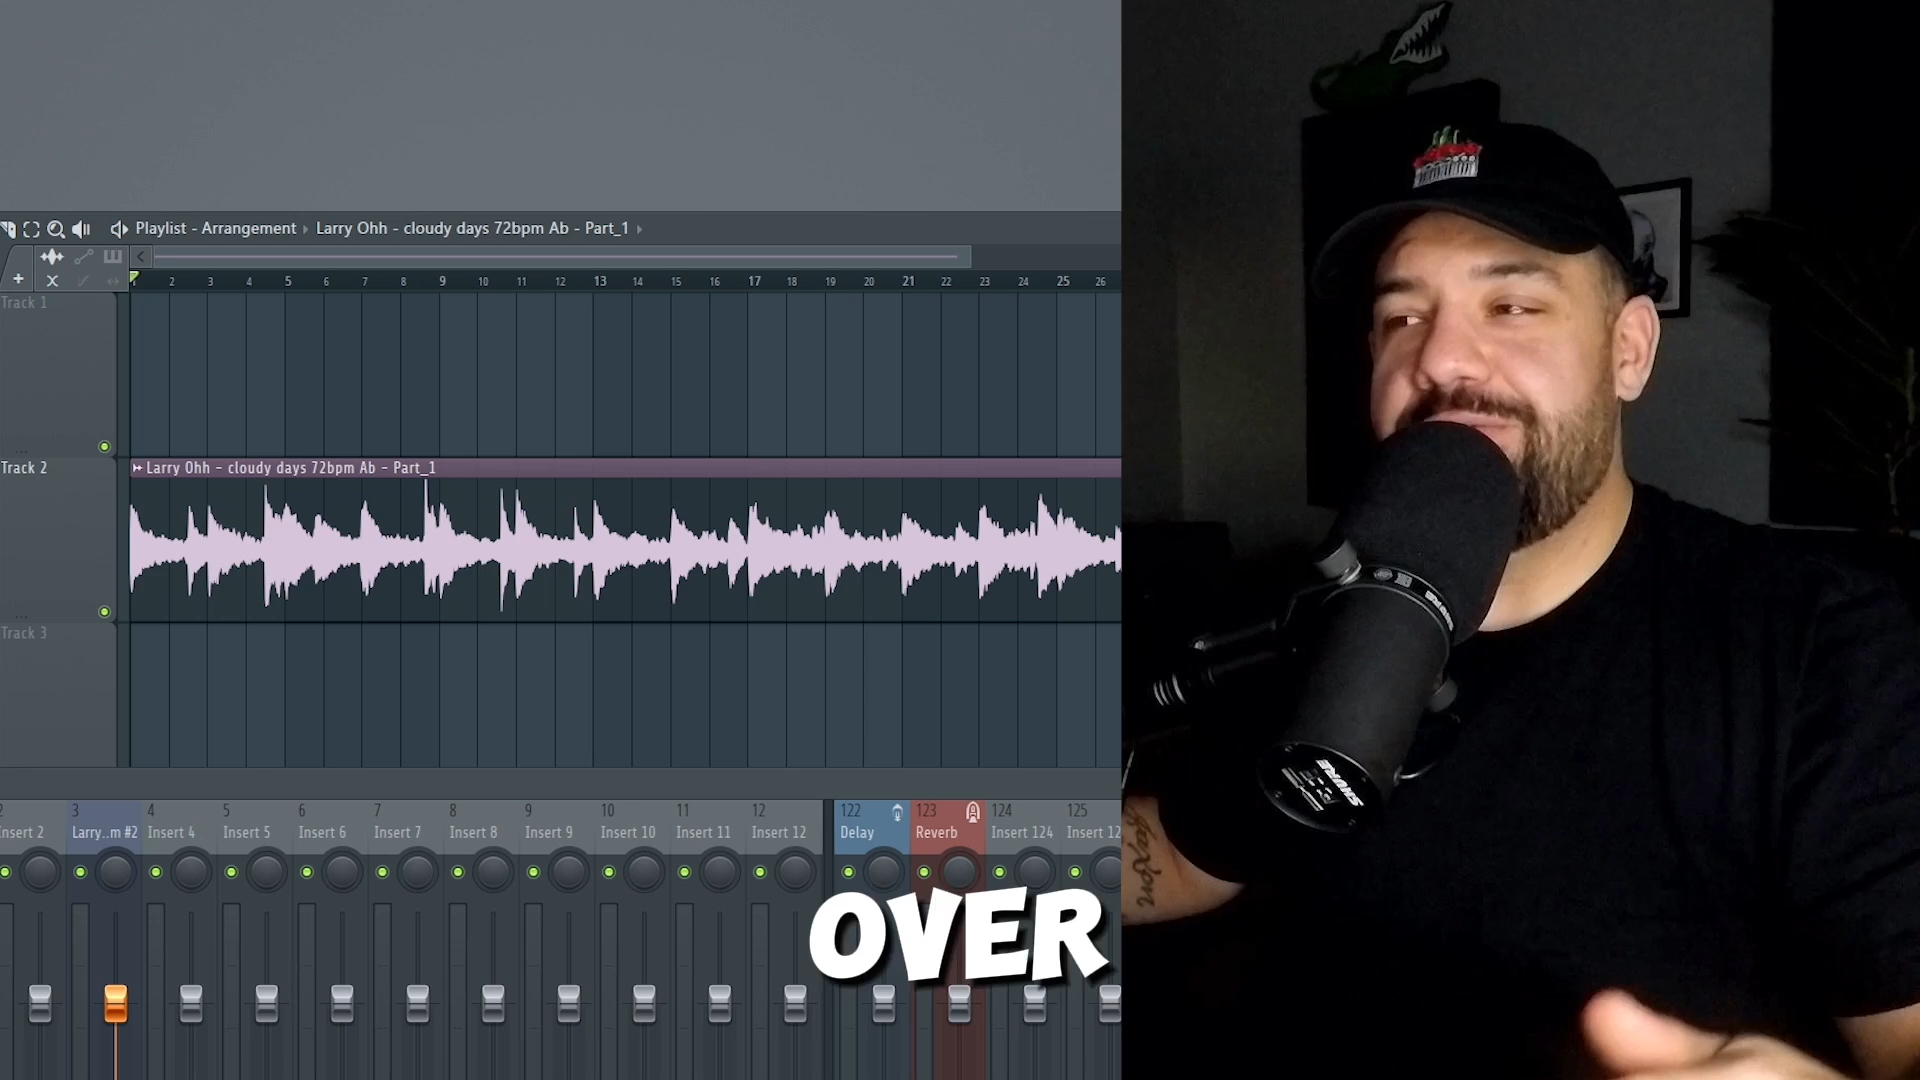 Playlist - Arrangement › Larry Ohh - cloudy days 72bpm Ab - Part_1 ›
2 3 4 5 6 7 8 9 10 11 12 13 14 15 16 17 18 19 20 21 22 23 24 25 26
Track 1
Track 2
Larry Ohh - cloudy days 72bpm Ab - Part_1
Track 3
2 3 4 5 6 7 8 9 10 11 12 122 123 124 125
Insert 2 Larry..m #2 Insert 4 Insert 5 Insert 6 Insert 7 Insert 8 Insert 9 Insert 10 Insert 11 Insert 12 Delay Reverb Insert 124 Insert 12
OVER
SHURE